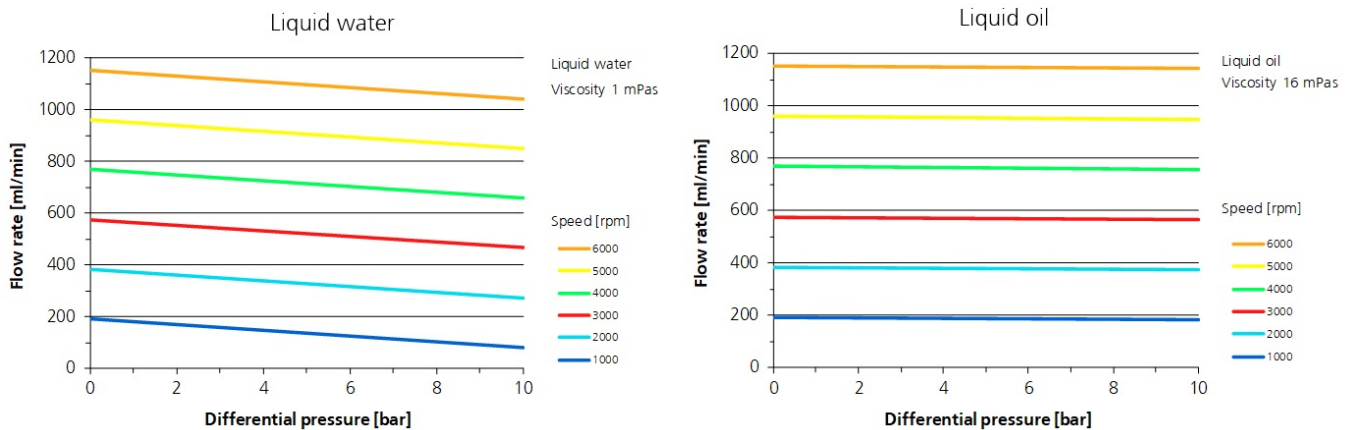 Liquid water
1200
1000
800
600
400
200
0
Flow rate [ml/min]
0 2 4 6 8 10
Differential pressure [bar]
Liquid water
Viscosity 1 mPas
Speed [rpm]
6000
5000
4000
3000
2000
1000
Liquid oil
1200
1000
800
600
400
200
0
Flow rate [ml/min]
0 2 4 6 8 10
Differential pressure [bar]
Liquid oil
Viscosity 16 mPas
Speed [rpm]
6000
5000
4000
3000
2000
1000